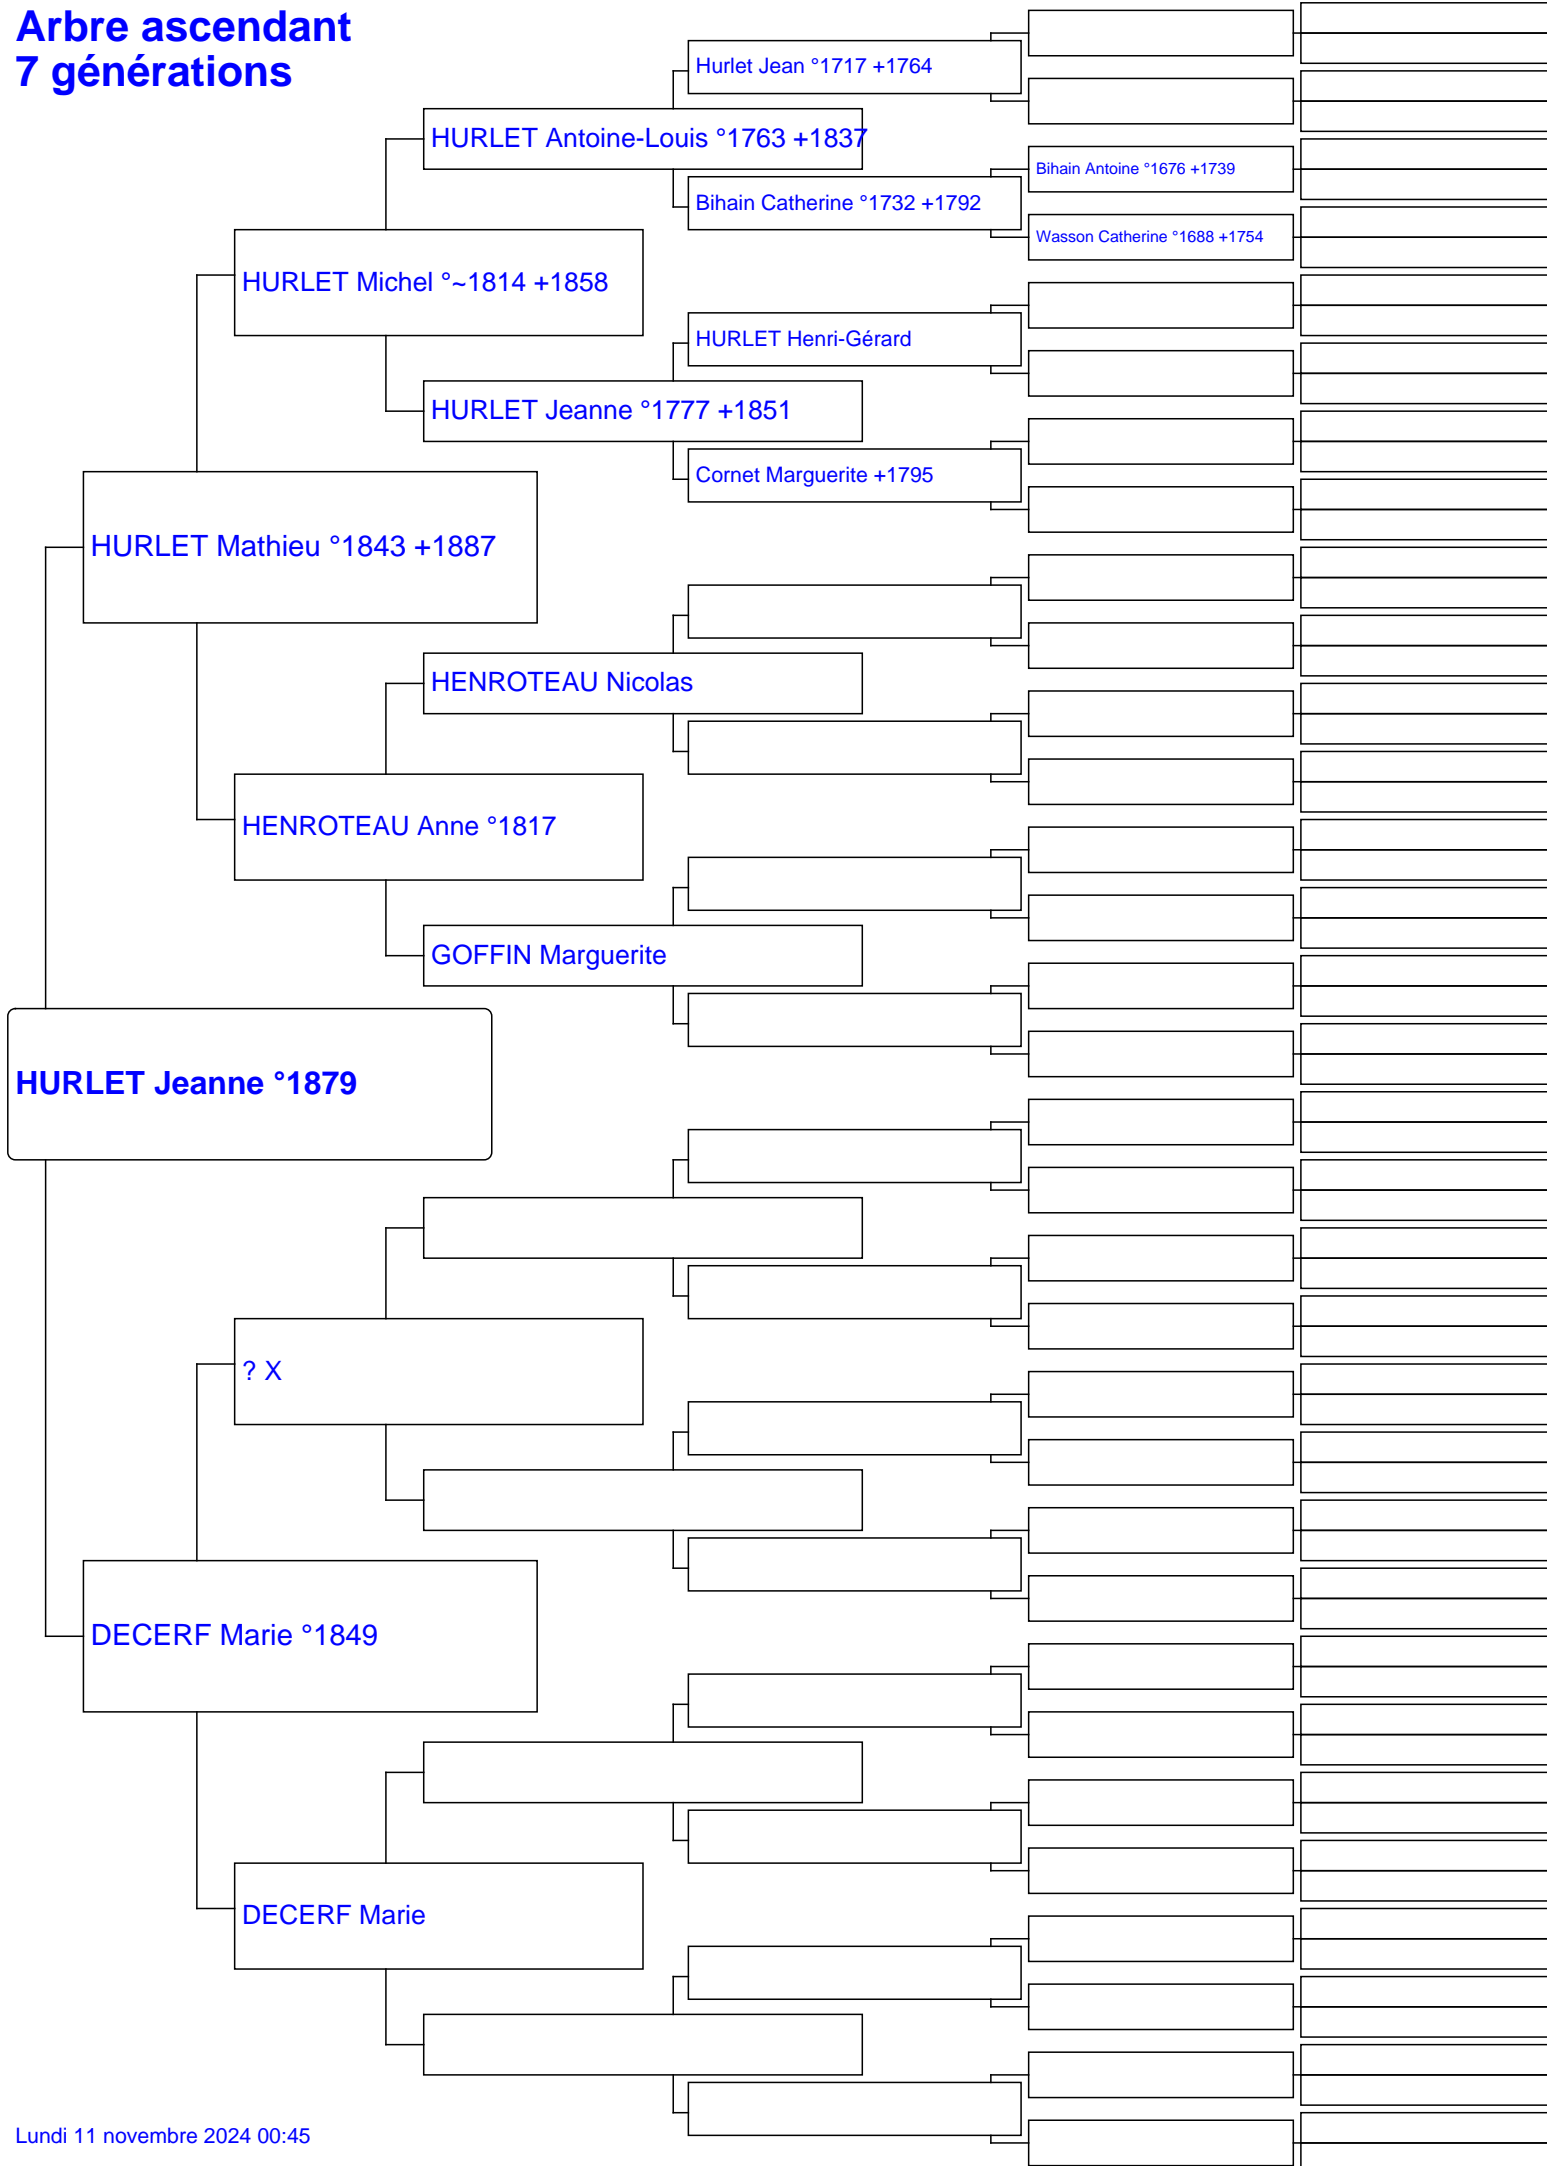 Arbre ascendant
7 générations
Hurlet Jean °1717 +1764
HURLET Antoine-Louis °1763 +1837
Bihain Antoine °1676 +1739
Bihain Catherine °1732 +1792
Wasson Catherine °1688 +1754
HURLET Michel °~1814 +1858
HURLET Henri-Gérard
HURLET Jeanne °1777 +1851
Cornet Marguerite +1795
HURLET Mathieu °1843 +1887
HENROTEAU Nicolas
HENROTEAU Anne °1817
GOFFIN Marguerite
HURLET Jeanne °1879
? X
DECERF Marie °1849
DECERF Marie
Lundi 11 novembre 2024 00:45